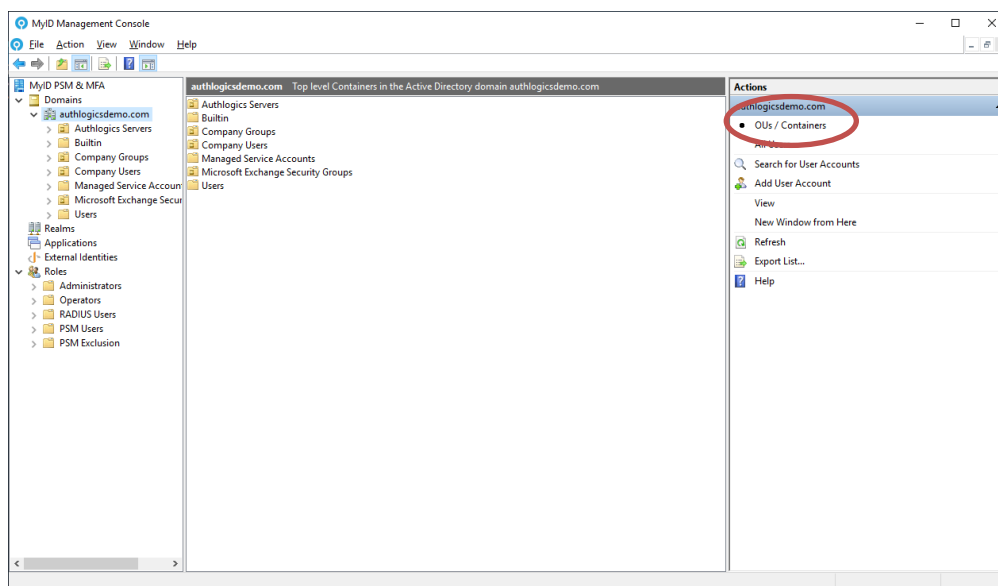 MyID Management Console
File Action View Window Help
MyID PSM & MFA
Domains
authlogicsdemo.com
Authlogics Servers
Builtin
Company Groups
Company Users
Managed Service Accoun
Microsoft Exchange Secur
Users
Realms
Applications
External Identities
Roles
Administrators
Operators
RADIUS Users
PSM Users
PSM Exclusion
authlogicsdemo.com Top level Containers in the Active Directory domain authlogicsdemo.com
Authlogics Servers
Builtin
Company Groups
Company Users
Managed Service Accounts
Microsoft Exchange Security Groups
Users
Actions
authlogicsdemo.com
OUs / Containers
All Users
Search for User Accounts
Add User Account
View
New Window from Here
Refresh
Export List...
Help